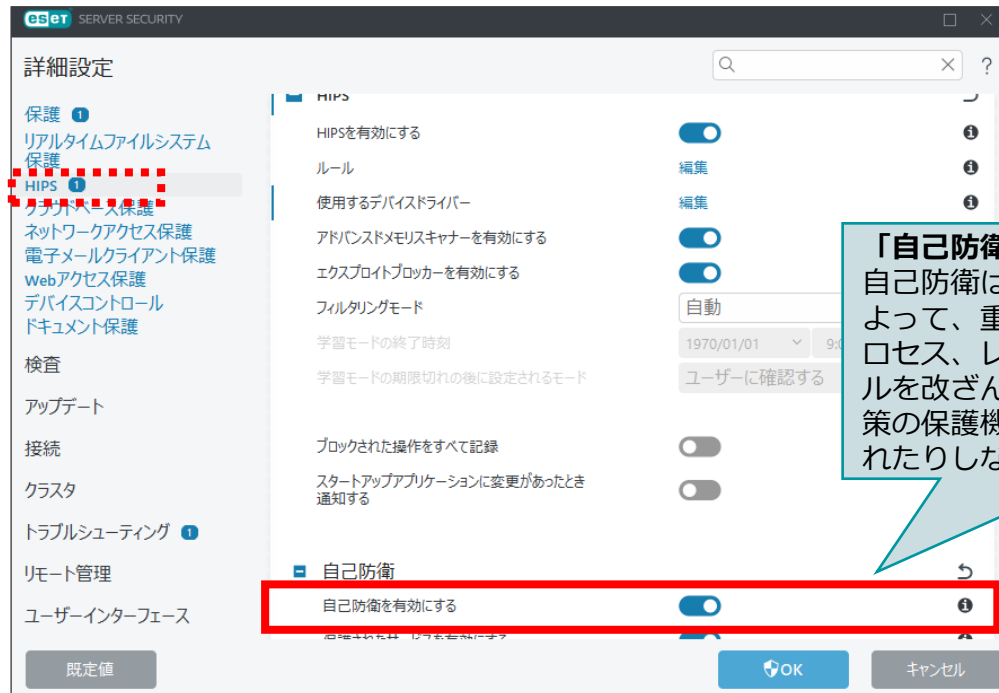 eset SERVER SECURITY
詳細設定
?
保護 1
リアルタイムファイルシステム
保護
HIPS 1
クラウドベース保護
ネットワークアクセス保護
電子メールクライアント保護
Webアクセス保護
デバイスコントロール
ドキュメント保護
検査
アップデート
接続
クラスタ
トラブルシューティング 1
リモート管理
ユーザーインターフェース
HIPS
HIPSを有効にする
ルール 編集
使用するデバイスドライバー 編集
アドバンスドメモリスキャナーを有効にする
エクスプロイトブロッカーを有効にする
フィルタリングモード 自動
学習モードの終了時刻 1970/01/01 9:0
学習モードの期限切れの後に設定されるモード ユーザーに確認する
ブロックされた操作をすべて記録
スタートアップアプリケーションに変更があったとき
通知する
自己防衛
自己防衛を有効にする
保護されたサービスを有効にする
「自己防衛
自己防衛は
よって、重
ロセス、レ
ルを改ざん
策の保護機
れたりしな
既定値
OK
キャンセル